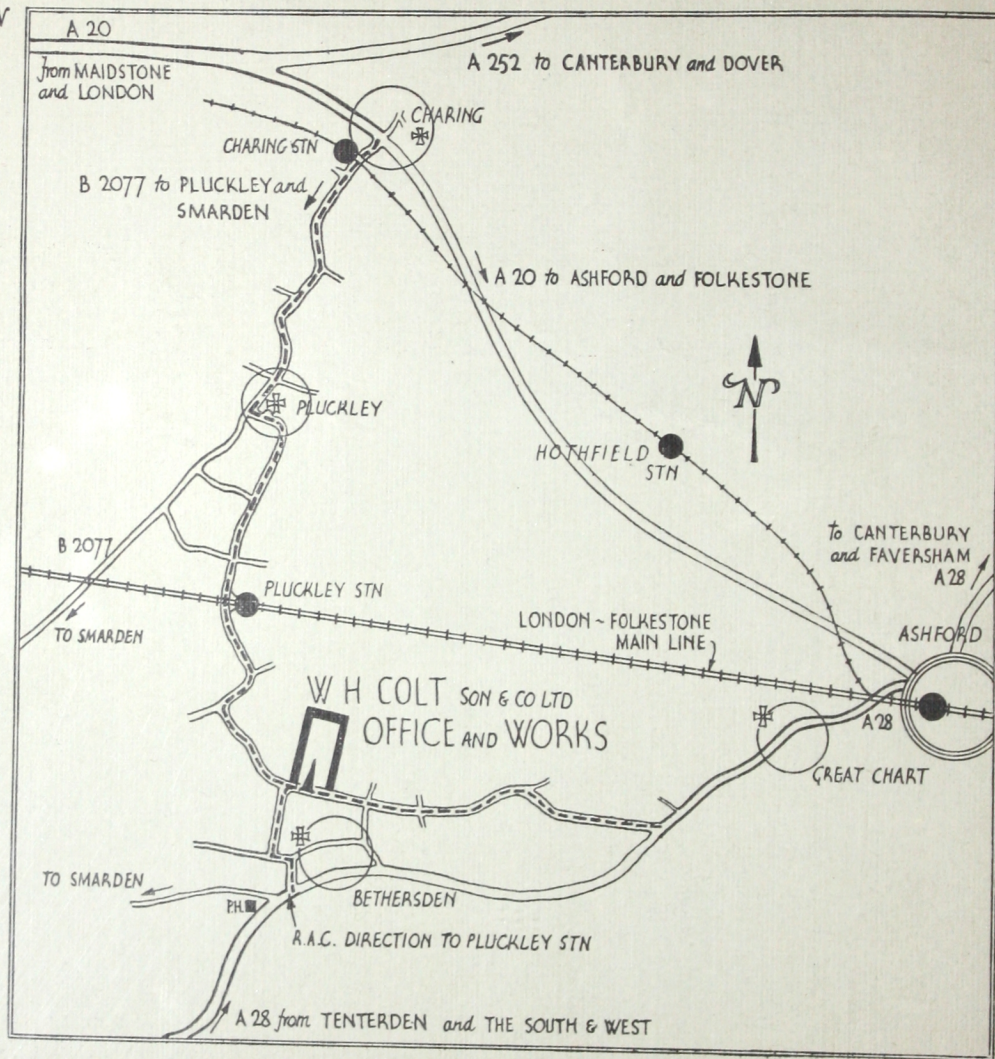 A 20
A 252 to CANTERBURY and DOVER
from MAIDSTONE
and LONDON
CHARING
CHARING STN
B 2077 to PLUCKLEY and
SMARDEN
A 20 to ASHFORD and FOLKESTONE
N
PLUCKLEY
HOTHFIELD
STN
to CANTERBURY
and FAVERSHAM
A28
B 2077
PLUCKLEY STN
LONDON ~ FOLKESTONE
MAIN LINE
TO SMARDEN
ASHFORD
W H COLT SON & CO LTD
OFFICE AND WORKS
A28
GREAT CHART
TO SMARDEN
BETHERSDEN
P.H.
R.A.C. DIRECTION TO PLUCKLEY STN
A 28 from TENTERDEN and THE SOUTH & WEST